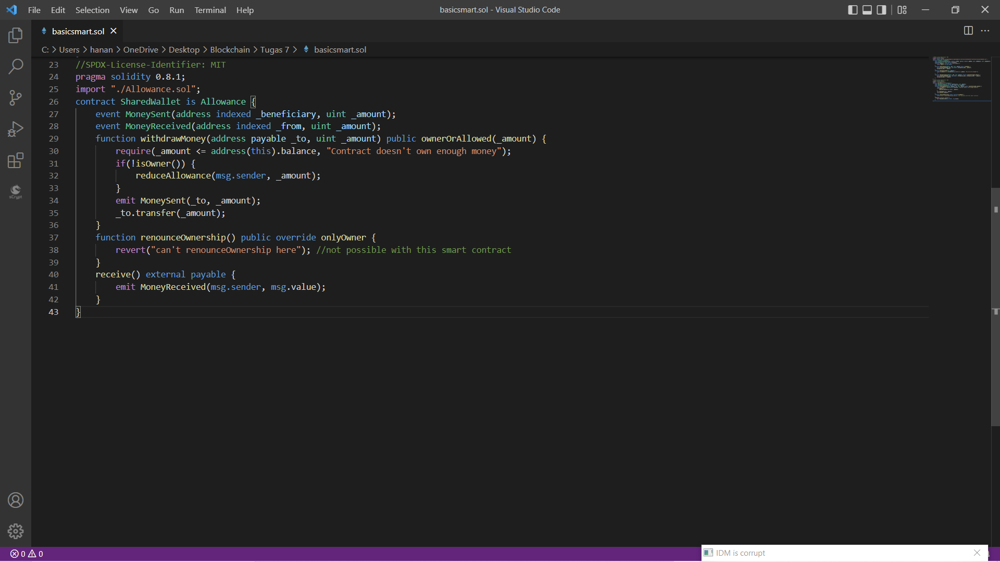 File Edit Selection View Go Run Terminal Help
basicsmart.sol - Visual Studio Code
basicsmart.sol
C: > Users > hanan > OneDrive > Desktop > Blockchain > Tugas 7 > basicsmart.sol
23 //SPDX-License-Identifier: MIT
24 pragma solidity 0.8.1;
25 import "./Allowance.sol";
26 contract SharedWallet is Allowance {
27     event MoneySent(address indexed _beneficiary, uint _amount);
28     event MoneyReceived(address indexed _from, uint _amount);
29     function withdrawMoney(address payable _to, uint _amount) public ownerOrAllowed(_amount) {
30         require(_amount <= address(this).balance, "Contract doesn't own enough money");
31         if(!isOwner()) {
32             reduceAllowance(msg.sender, _amount);
33         }
34         emit MoneySent(_to, _amount);
35         _to.transfer(_amount);
36     }
37     function renounceOwnership() public override onlyOwner {
38         revert("can't renounceOwnership here"); //not possible with this smart contract
39     }
40     receive() external payable {
41         emit MoneyReceived(msg.sender, msg.value);
42     }
43 }
sCrypt
0 0
IDM is corrupt